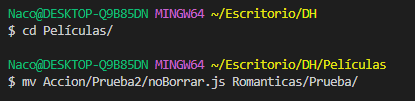 Naco@DESKTOP-Q9B85DN MINGW64 ~/Escritorio/DH
$ cd Películas/
Naco@DESKTOP-Q9B85DN MINGW64 ~/Escritorio/DH/Películas
$ mv Accion/Prueba2/noBorrar.js Romanticas/Prueba/